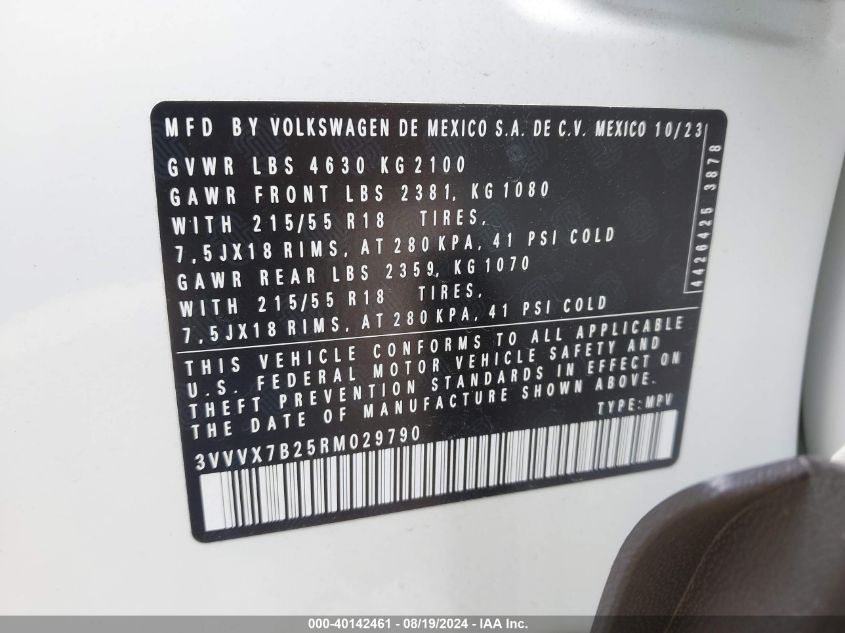 MFD BY VOLKSWAGEN DE MEXICO S.A. DE C.V. MEXICO 10/23
GVWR LBS 4630 KG 2100
GAWR FRONT LBS 2381, KG 1080
WITH 215/55 R18 TIRES,
7,5JX18 RIMS, AT 280 KPA, 41 PSI COLD
GAWR REAR LBS 2359, KG 1070
WITH 215/55 R18 TIRES,
7,5JX18 RIMS, AT 280 KPA, 41 PSI COLD
4426425 3878
THIS VEHICLE CONFORMS TO ALL APPLICABLE
U.S. FEDERAL MOTOR VEHICLE SAFETY AND
THEFT PREVENTION STANDARDS IN EFFECT ON
THE DATE OF MANUFACTURE SHOWN ABOVE.
TYPE: MPV
3VVVX7B25RM029790
000-40142461 - 08/19/2024 - IAA Inc.